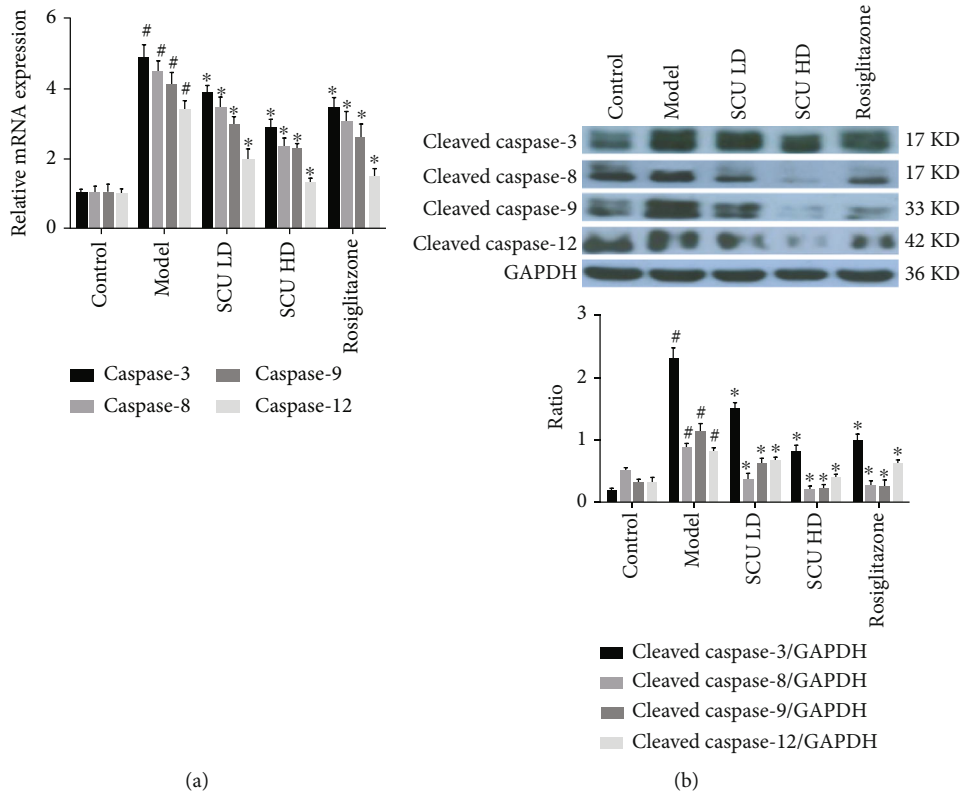 Relative mRNA expression
6
4
2
0
# # # #
* * * *
* * * *
* * * *
Control
Model
SCU LD
SCU HD
Rosiglitazone
Caspase-3
Caspase-9
Caspase-8
Caspase-12
(a)
Control
Model
SCU LD
SCU HD
Rosiglitazone
Cleaved caspase-3 17 KD
Cleaved caspase-8 17 KD
Cleaved caspase-9 33 KD
Cleaved caspase-12 42 KD
GAPDH 36 KD
Ratio
3
2
1
0
# # # #
* * * *
* * * *
* * * *
Control
Model
SCU LD
SCU HD
Rosiglitazone
Cleaved caspase-3/GAPDH
Cleaved caspase-8/GAPDH
Cleaved caspase-9/GAPDH
Cleaved caspase-12/GAPDH
(b)